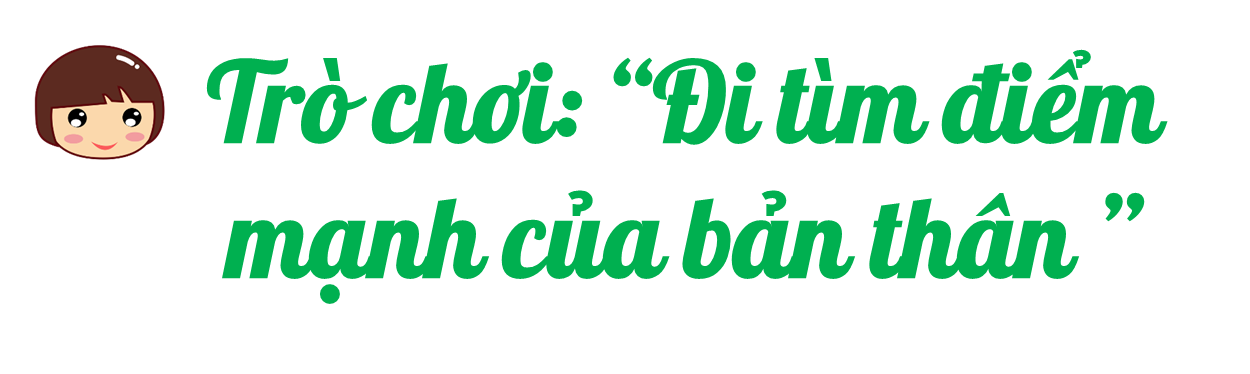 Trò chơi: “Đi tìm điểm
mạnh của bản thân ”